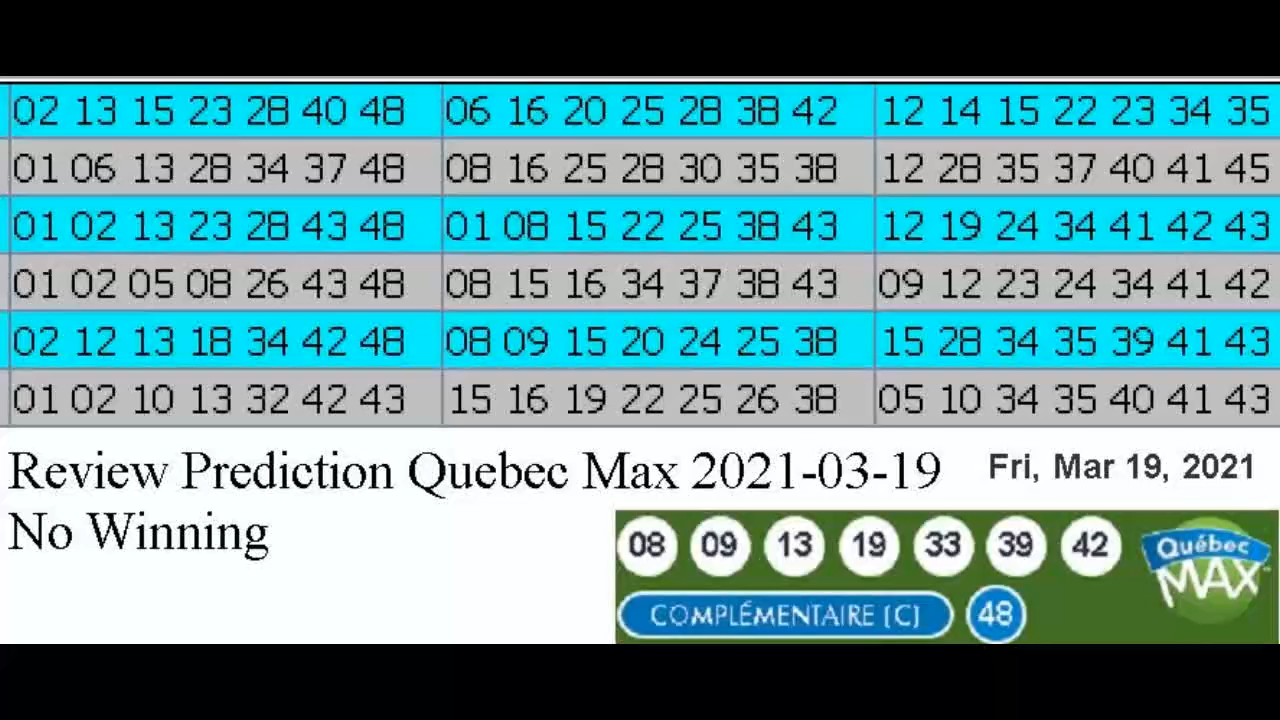 02 13 15 23 28 40 48 06 16 20 25 28 38 42 12 14 15 22 23 34 35
01 06 13 28 34 37 48 08 16 25 28 30 35 38 12 28 35 37 40 41 45
01 02 13 23 28 43 48 01 08 15 22 25 38 43 12 19 24 34 41 42 43
01 02 05 08 26 43 48 08 15 16 34 37 38 43 09 12 23 24 34 41 42
02 12 13 18 34 42 48 08 09 15 20 24 25 38 15 28 34 35 39 41 43
01 02 10 13 32 42 43 15 16 19 22 25 26 38 05 10 34 35 40 41 43
Review Prediction Quebec Max 2021-03-19
Fri, Mar 19, 2021
No Winning
08 09 13 19 33 39 42
Québec
MAX
COMPLÉMENTAIRE (C) 48